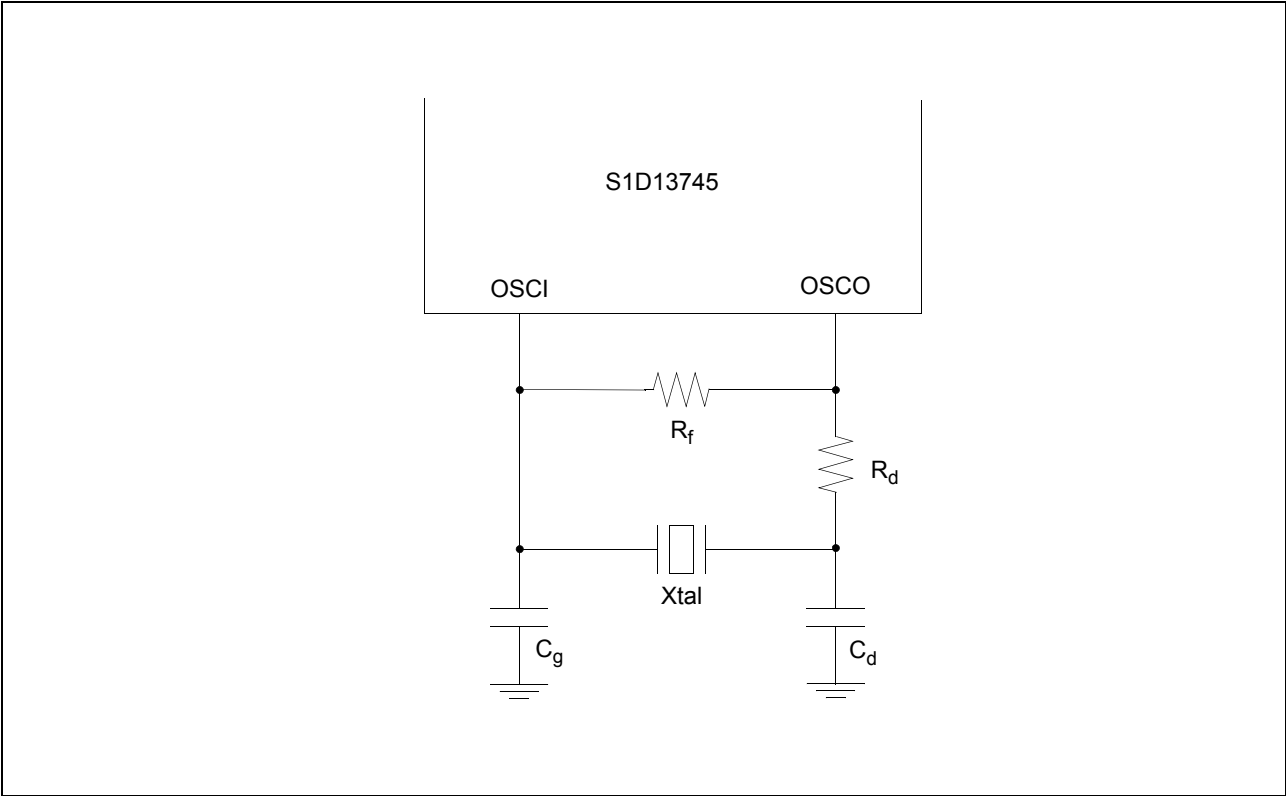 S1D13745
OSCI
OSCO
Rf
Rd
Xtal
Cg
Cd